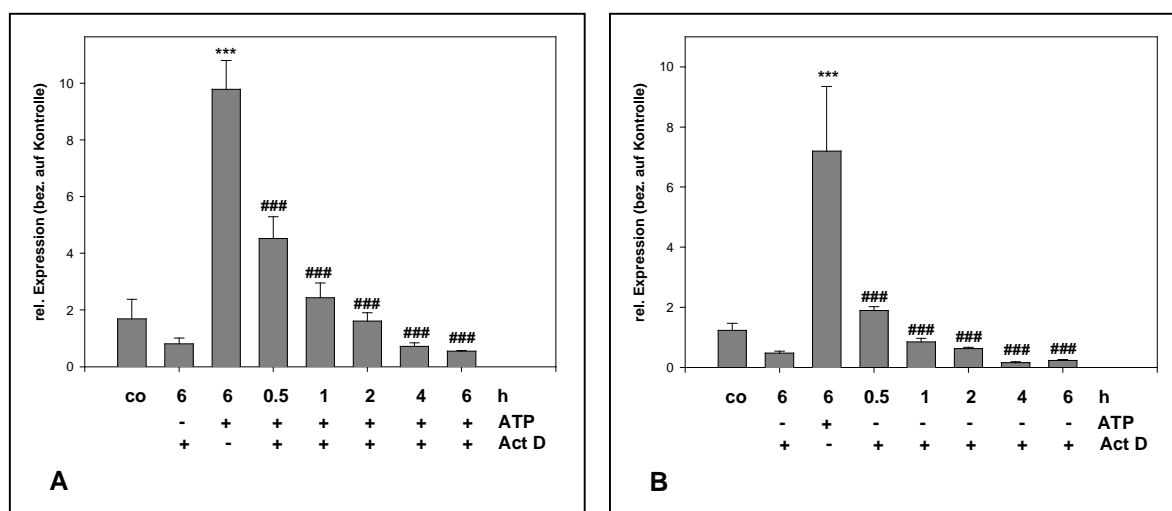 rel. Expression (bez. auf Kontrolle)
10
8
6
4
2
0
***
###
###
###
###
###
co 6 6 0.5 1 2 4 6 h
- + + + + + + ATP
+ - + + + + + Act D
A
rel. Expression (bez. auf Kontrolle)
10
8
6
4
2
0
***
###
###
###
###
###
co 6 6 0.5 1 2 4 6 h
- + - - - - - ATP
+ - + + + + + Act D
B